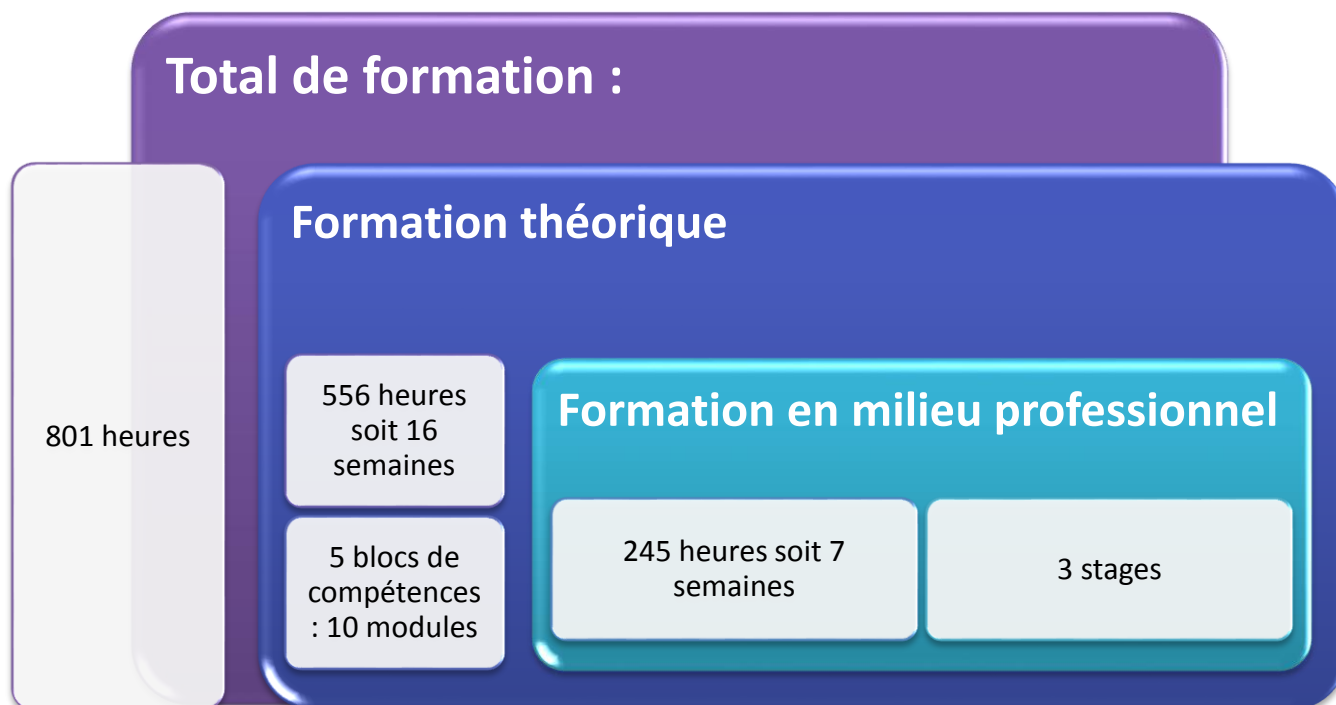 Total de formation :
801 heures
Formation théorique
556 heures
soit 16
semaines
5 blocs de
compétences
: 10 modules
Formation en milieu professionnel
245 heures soit 7
semaines
3 stages